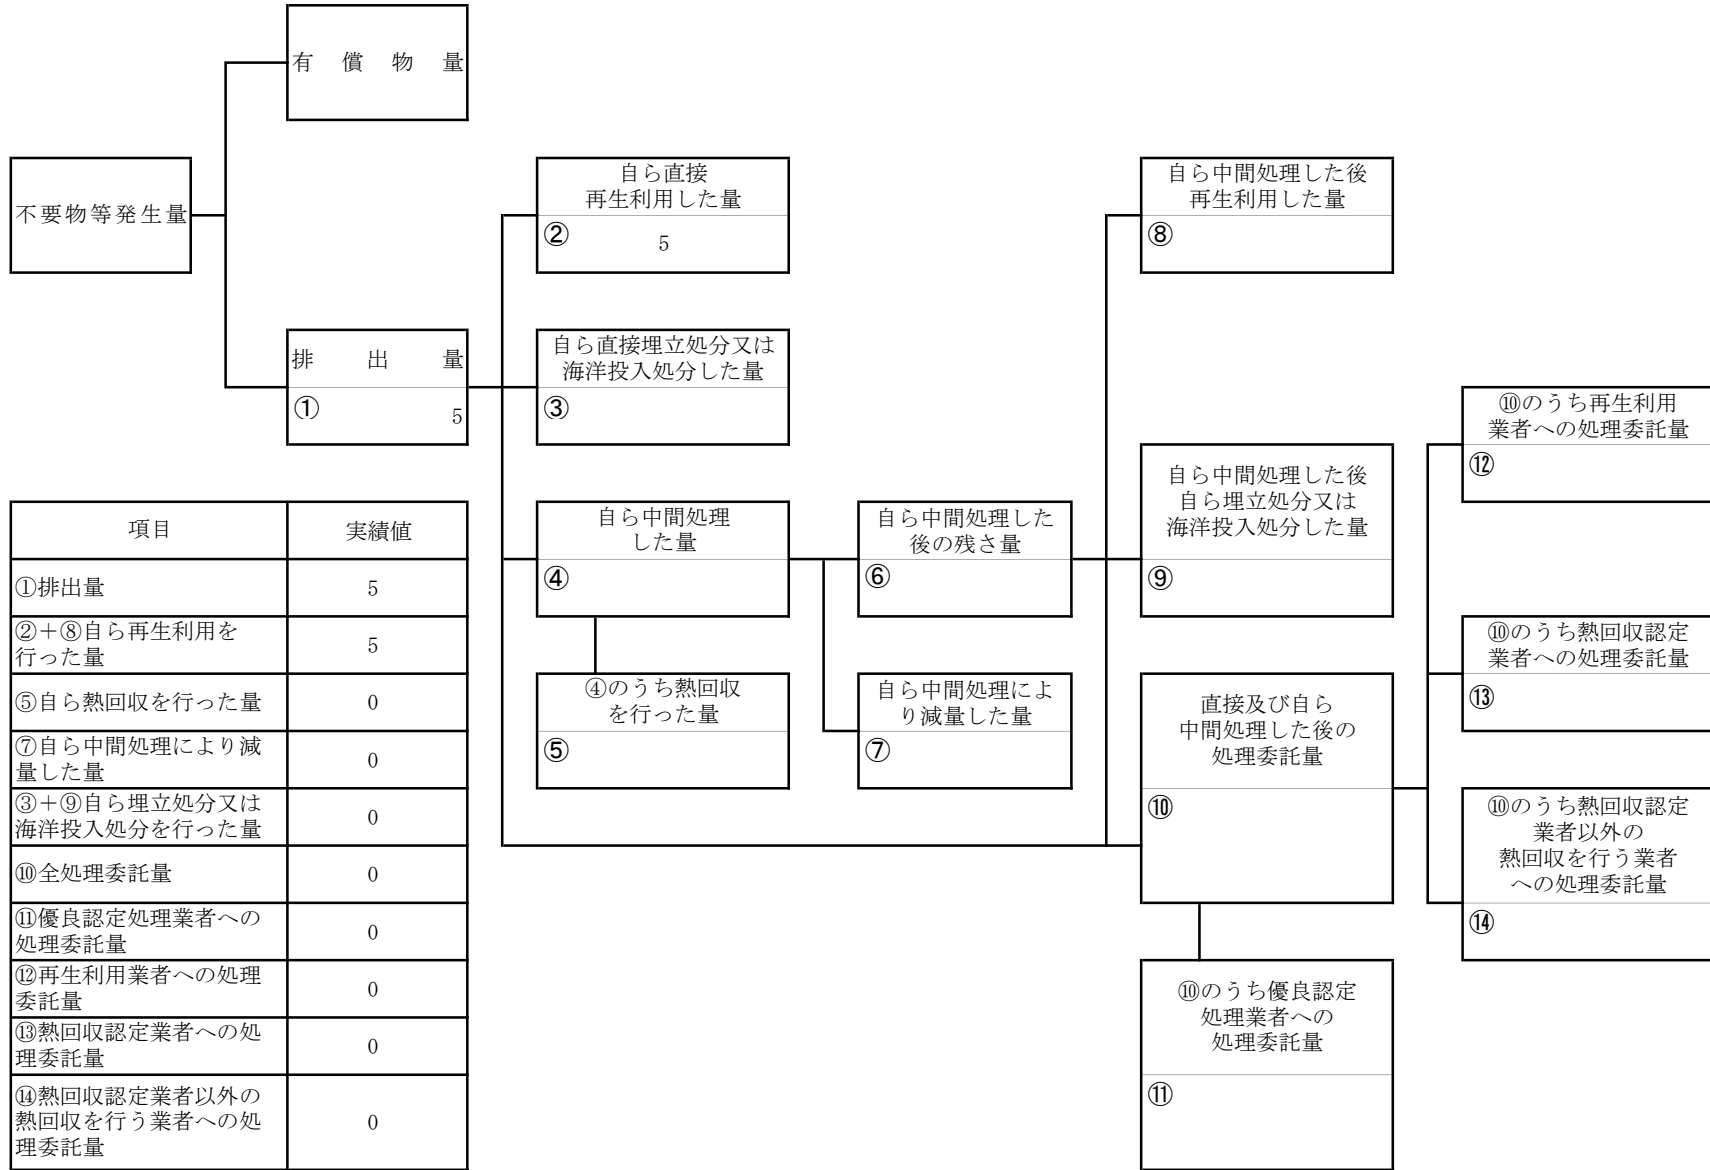 有償物量
不要物等発生量
自ら直接
再生利用した量
② 5
自ら中間処理した後
再生利用した量
⑧
排出量
① 5
自ら直接埋立処分又は
海洋投入処分した量
③
⑩のうち再生利用
業者への処理委託量
⑫
自ら中間処理した後
自ら埋立処分又は
海洋投入処分した量
⑨
自ら中間処理
した量
④
自ら中間処理した
後の残さ量
⑥
⑩のうち熱回収認定
業者への処理委託量
⑬
④のうち熱回収
を行った量
⑤
自ら中間処理によ
り減量した量
⑦
直接及び自ら
中間処理した後の
処理委託量
⑩
⑩のうち熱回収認定
業者以外の
熱回収を行う業者
への処理委託量
⑭
⑩のうち優良認定
処理業者への
処理委託量
⑪
項目 実績値
①排出量 5
②＋⑧自ら再生利用を
行った量 5
⑤自ら熱回収を行った量 0
⑦自ら中間処理により減
量した量 0
③＋⑨自ら埋立処分又は
海洋投入処分を行った量 0
⑩全処理委託量 0
⑪優良認定処理業者への
処理委託量 0
⑫再生利用業者への処理
委託量 0
⑬熱回収認定業者への処
理委託量 0
⑭熱回収認定業者以外の
熱回収を行う業者への処
理委託量 0